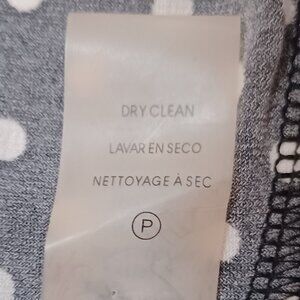 DRY CLEAN
LAVAR EN SECO
NETTOYAGE À SEC
P